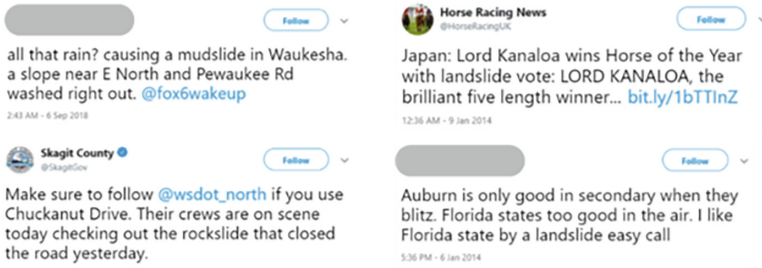 Follow
all that rain? causing a mudslide in Waukesha.
a slope near E North and Pewaukee Rd
washed right out. @fox6wakeup
2:43 AM - 6 Sep 2018
Horse Racing News
@HorseRacingUK
Follow
Japan: Lord Kanaloa wins Horse of the Year
with landslide vote: LORD KANALOA, the
brilliant five length winner... bit.ly/1bTTInZ
12:36 AM - 9 Jan 2014
Skagit County
@SkagitGov
Follow
Make sure to follow @wsdot_north if you use
Chuckanut Drive. Their crews are on scene
today checking out the rockslide that closed
the road yesterday.
Follow
Auburn is only good in secondary when they
blitz. Florida states too good in the air. I like
Florida state by a landslide easy call
5:36 PM - 6 Jan 2014